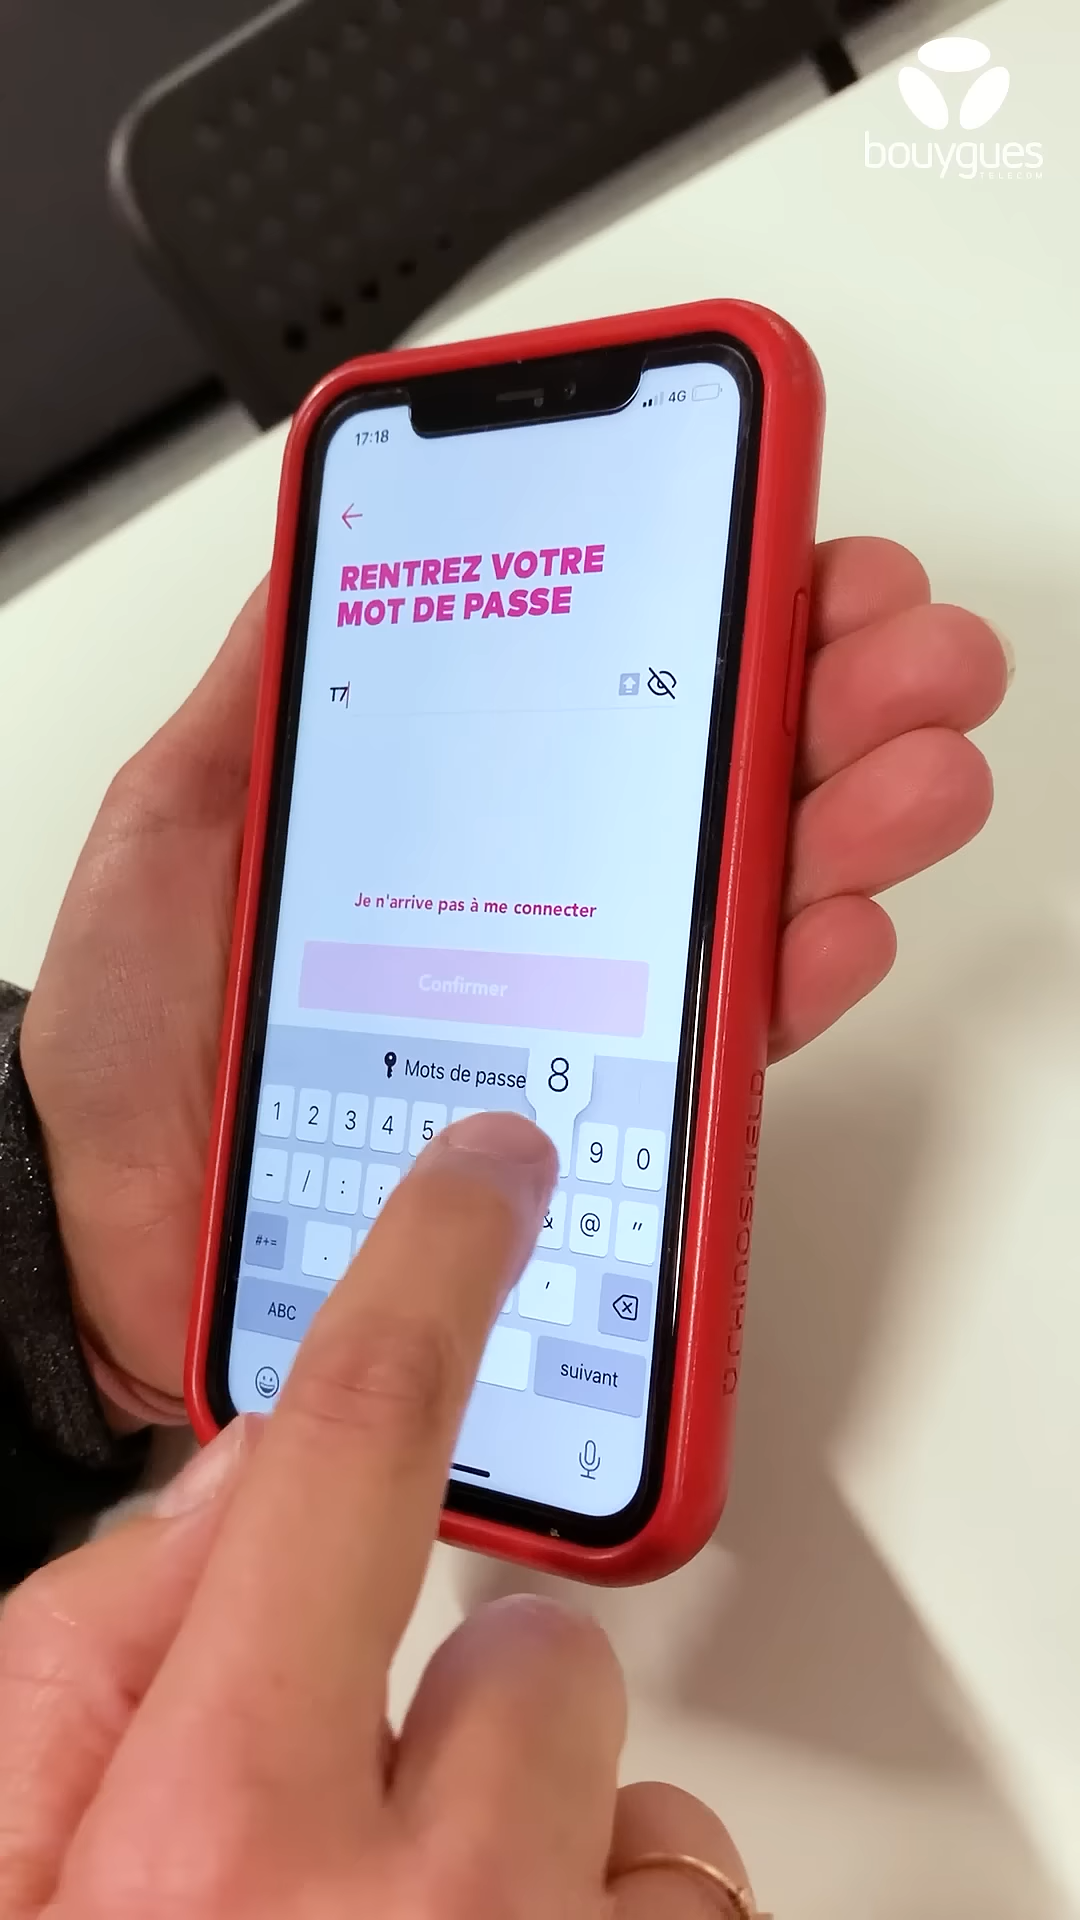 bouygues
TELECOM
17:18
4G
RENTREZ VOTRE
MOT DE PASSE
T7
Je n'arrive pas à me connecter
Confirmer
Mots de passe
8
1 2 3 4 5 9 0
- / : ; & @ "
#+= . '
ABC suivant
RHINOSHIELD